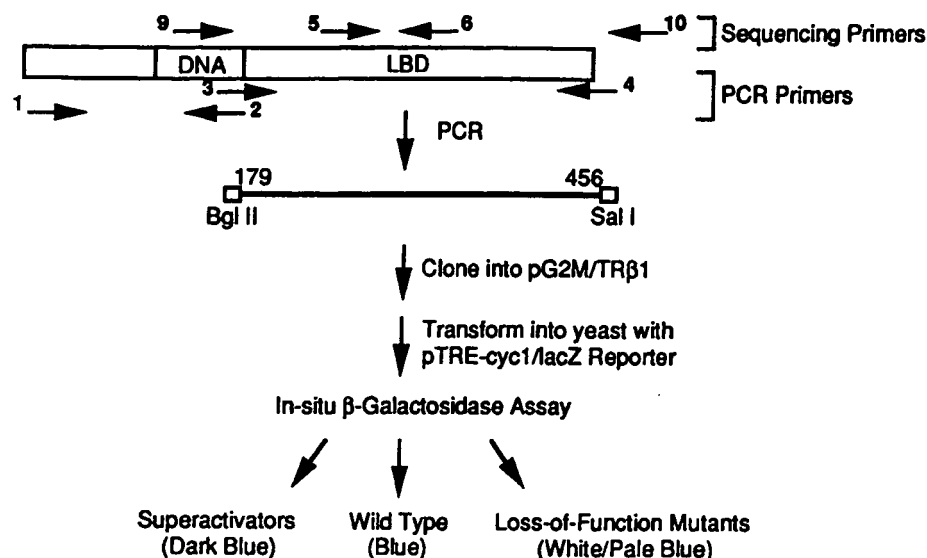 9 5 6 10 Sequencing Primers
DNA LBD
3 4
1 2 PCR Primers
PCR
179 456
Bgl II Sal I
Clone into pG2M/TRβ1
Transform into yeast with
pTRE-cyc1/lacZ Reporter
In-situ β-Galactosidase Assay
Superactivators Wild Type Loss-of-Function Mutants
(Dark Blue) (Blue) (White/Pale Blue)